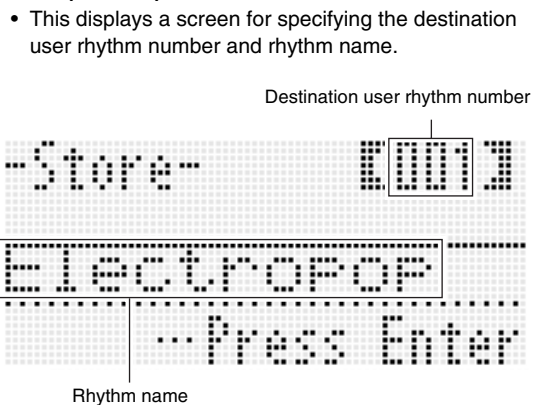 • This displays a screen for specifying the destination
user rhythm number and rhythm name.
Destination user rhythm number
-Store- 【001】
Electropop
…Press Enter
Rhythm name